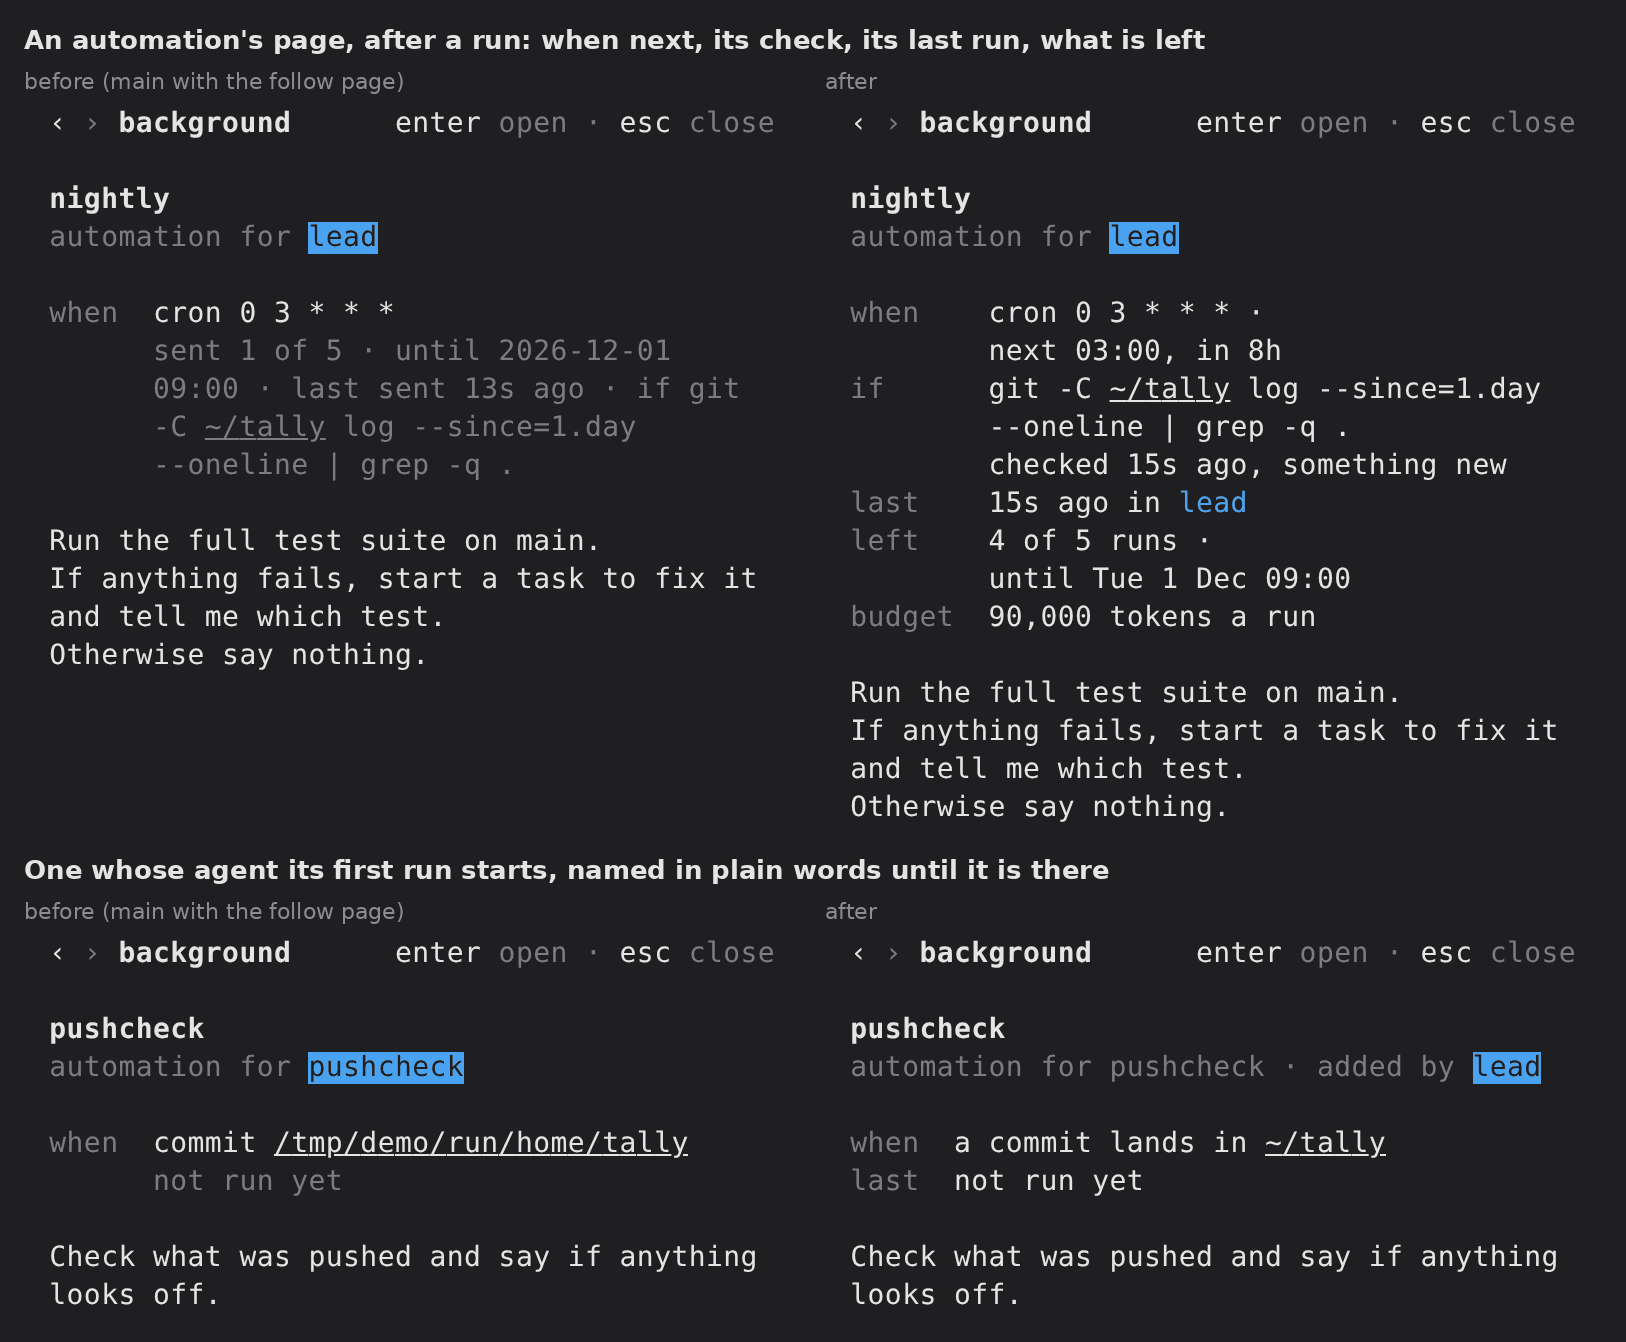 An automation's page, after a run: when next, its check, its last run, what is left
before (main with the follow page)
‹ › background enter open · esc close
nightly
automation for lead
when cron 0 3 * * *
sent 1 of 5 · until 2026-12-01
09:00 · last sent 13s ago · if git
-C ~/tally log --since=1.day
--oneline | grep -q .
Run the full test suite on main.
If anything fails, start a task to fix it
and tell me which test.
Otherwise say nothing.
after
‹ › background enter open · esc close
nightly
automation for lead
when cron 0 3 * * * ·
next 03:00, in 8h
if git -C ~/tally log --since=1.day
--oneline | grep -q .
checked 15s ago, something new
last 15s ago in lead
left 4 of 5 runs ·
until Tue 1 Dec 09:00
budget 90,000 tokens a run
Run the full test suite on main.
If anything fails, start a task to fix it
and tell me which test.
Otherwise say nothing.
One whose agent its first run starts, named in plain words until it is there
before (main with the follow page)
‹ › background enter open · esc close
pushcheck
automation for pushcheck
when commit /tmp/demo/run/home/tally
not run yet
Check what was pushed and say if anything
looks off.
after
‹ › background enter open · esc close
pushcheck
automation for pushcheck · added by lead
when a commit lands in ~/tally
last not run yet
Check what was pushed and say if anything
looks off.